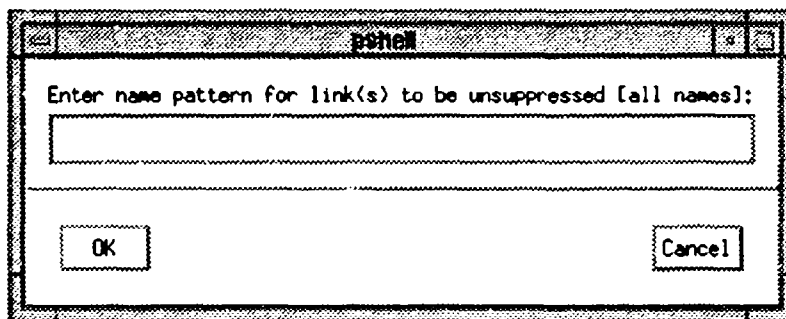 pshell
Enter name pattern for link(s) to be unsuppressed [all names]:
OK
Cancel